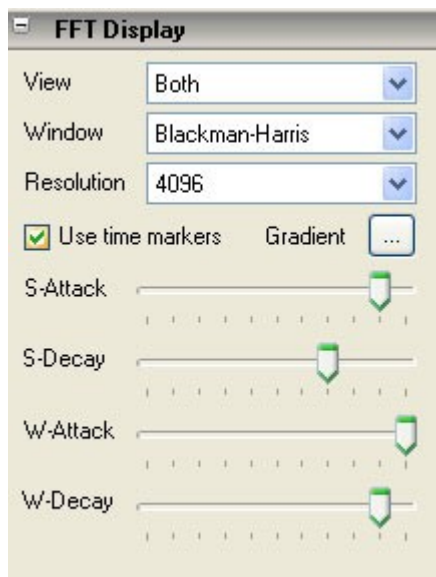 FFT Display
View Both
Window Blackman-Harris
Resolution 4096
Use time markers Gradient ...
S-Attack
S-Decay
W-Attack
W-Decay